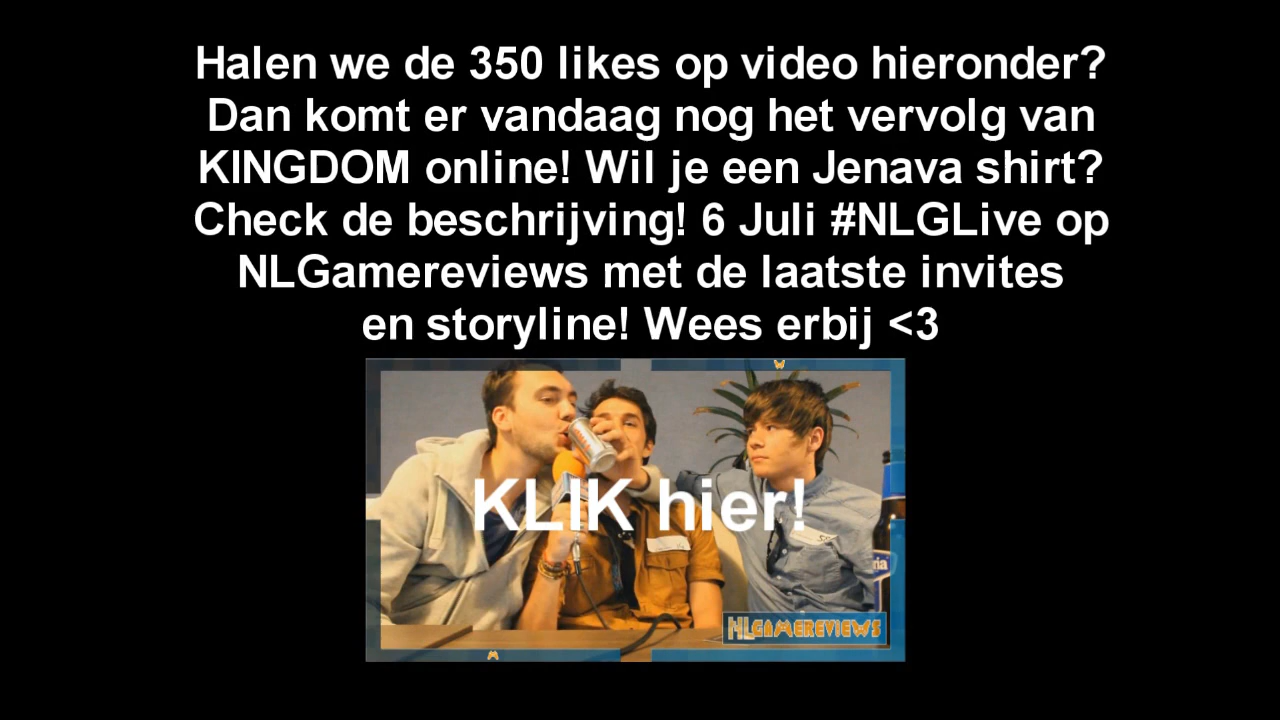 Halen we de 350 likes op video hieronder?
Dan komt er vandaag nog het vervolg van
KINGDOM online! Wil je een Jenava shirt?
Check de beschrijving! 6 Juli #NLGLive op
NLGamereviews met de laatste invites
en storyline! Wees erbij <3
KLIK hier!
NLGAMEREVIEWS